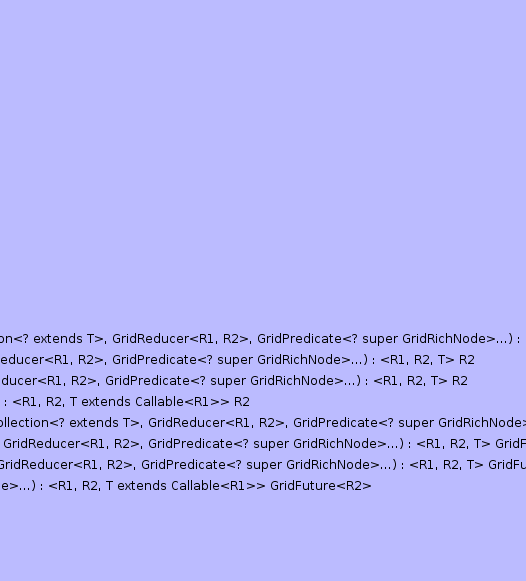 on<? extends T>, GridReducer<R1, R2>, GridPredicate<? super GridRichNode>...) :
educer<R1, R2>, GridPredicate<? super GridRichNode>...) : <R1, R2, T> R2
ducer<R1, R2>, GridPredicate<? super GridRichNode>...) : <R1, R2, T> R2
: <R1, R2, T extends Callable<R1>> R2
ollection<? extends T>, GridReducer<R1, R2>, GridPredicate<? super GridRichNode>
GridReducer<R1, R2>, GridPredicate<? super GridRichNode>...) : <R1, R2, T> GridF
GridReducer<R1, R2>, GridPredicate<? super GridRichNode>...) : <R1, R2, T> GridFu
e>...) : <R1, R2, T extends Callable<R1>> GridFuture<R2>